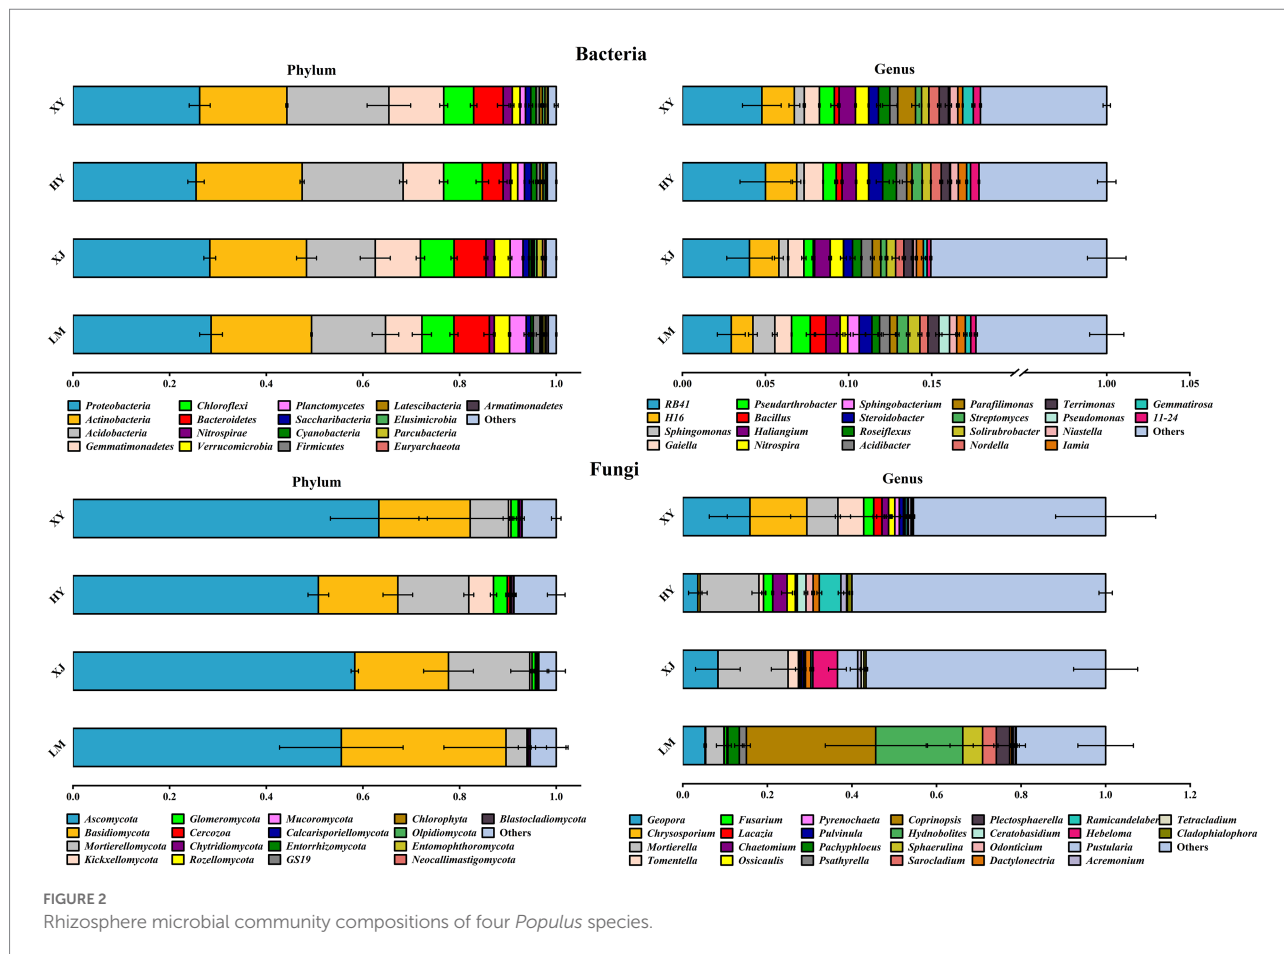 Bacteria
Phylum
Genus
XY
HY
XJ
LM
0.0 0.2 0.4 0.6 0.8 1.0
XY
HY
XJ
LM
0.00 0.05 0.10 0.15 1.00 1.05
Proteobacteria Chloroflexi Planctomycetes Latescibacteria Armatimonadetes
Actinobacteria Bacteroidetes Saccharibacteria Elusimicrobia Others
Acidobacteria Nitrospirae Cyanobacteria Parcubacteria
Gemmatimonadetes Verrucomicrobia Firmicutes Euryarchaeota
RB41 Pseudarthrobacter Sphingobacterium Parafilimonas Terrimonas Gemmatirosa
H16 Bacillus Steroidobacter Streptomyces Pseudomonas 11-24
Sphingomonas Haliangium Roseiflexus Solirubrobacter Niastella Others
Gaiella Nitrospira Acidibacter Nordella Iamia
Fungi
Phylum
Genus
XY
HY
XJ
LM
0.0 0.2 0.4 0.6 0.8 1.0
XY
HY
XJ
LM
0.0 0.2 0.4 0.6 0.8 1.0 1.2
Ascomycota Glomeromycota Mucoromycota Chlorophyta Blastocladiomycota
Basidiomycota Cercozoa Calcarisporiellomycota Olpidiomycota Others
Mortierellomycota Chytridiomycota Entorrhizomycota Entomophthoromycota
Kickxellomycota Rozellomycota GS19 Neocallimastigomycota
Geopora Fusarium Pyrenochaeta Coprinopsis Plectosphaerella Ramicandelaber Tetracladium
Chrysosporium Lacazia Pulvinula Hydnobolites Ceratobasidium Hebeloma Cladophialophora
Mortierella Chaetomium Pachyphloeus Sphaerulina Odonticium Pustularia Others
Tomentella Ossicaulis Psathyrella Sarocladium Dactylonectria Acremonium
FIGURE 2
Rhizosphere microbial community compositions of four Populus species.